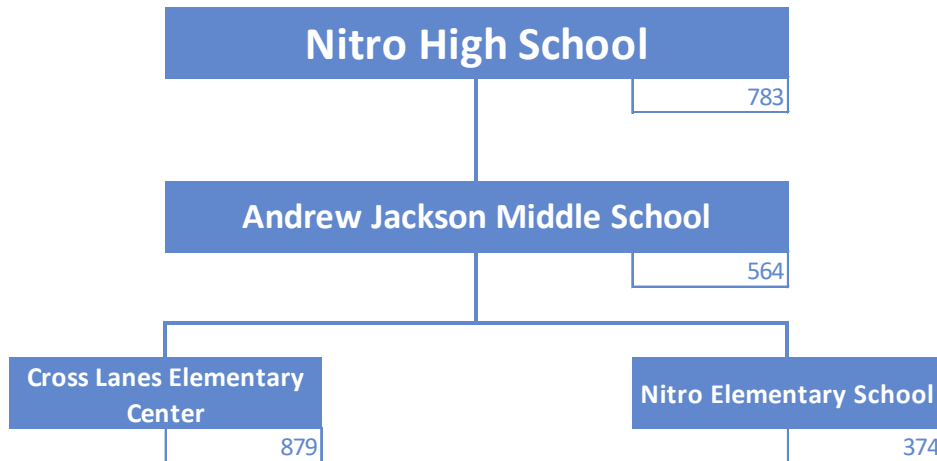 Nitro High School
783
Andrew Jackson Middle School
564
Cross Lanes Elementary
Center
879
Nitro Elementary School
374